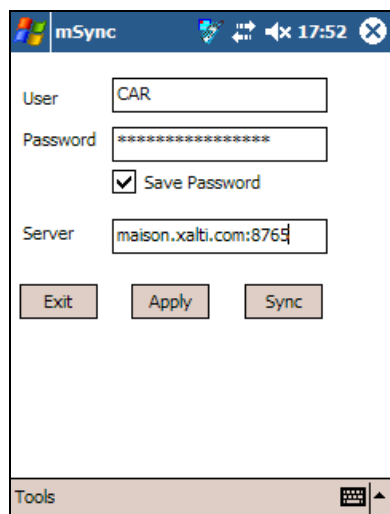 mSync 17:52
User CAR
Password ****************
Save Password
Server maison.xalti.com:8765
Exit Apply Sync
Tools